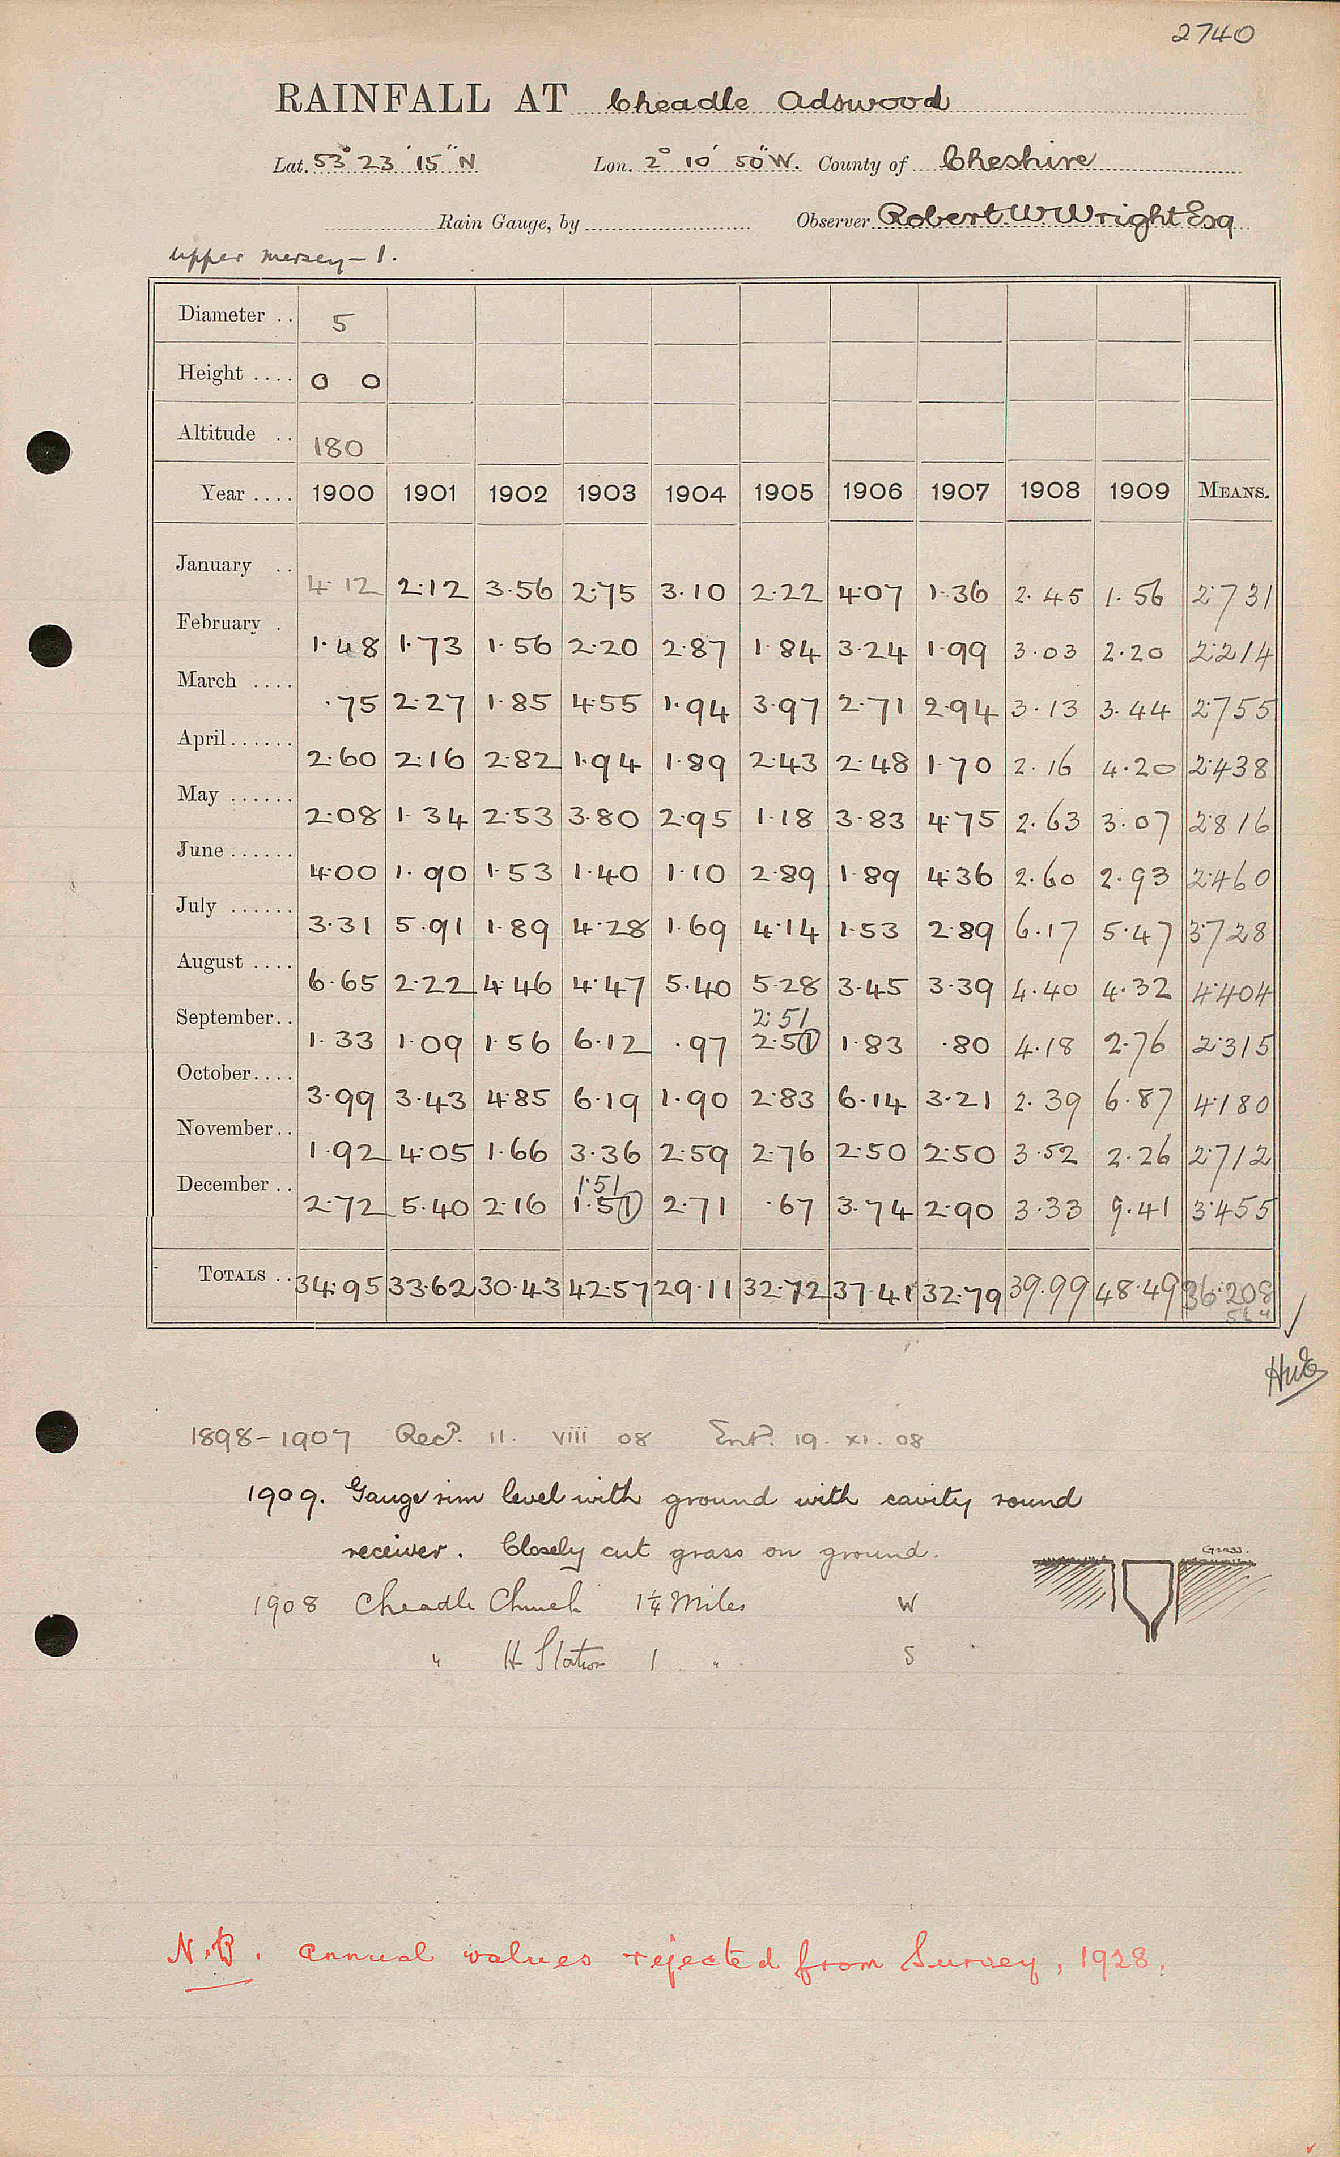 2740
RAINFALL AT Cheadle Adswood
Lat. 53° 23' 15" N Lon. 2° 10' 50" W. County of Cheshire
Rain Gauge, by Observer Robert W Wright Esq
Upper Mersey - 1.
Diameter .. 5
Height .... 0 0
Altitude .. 180
Year .... 1900 1901 1902 1903 1904 1905 1906 1907 1908 1909 MEANS.
January .. 4.12 2.12 3.56 2.75 3.10 2.22 4.07 1.36 2.45 1.56 2.731
February . 1.48 1.73 1.56 2.20 2.87 1.84 3.24 1.99 3.03 2.20 2.214
March .... .75 2.27 1.85 4.55 1.94 3.97 2.71 2.94 3.13 3.44 2.755
April...... 2.60 2.16 2.82 1.94 1.89 2.43 2.48 1.70 2.16 4.20 2.438
May ...... 2.08 1.34 2.53 3.80 2.95 1.18 3.83 4.75 2.63 3.07 2.816
June...... 4.00 1.90 1.53 1.40 1.10 2.89 1.89 4.36 2.60 2.93 2.460
July ...... 3.31 5.91 1.89 4.28 1.69 4.14 1.53 2.89 6.17 5.47 3.728
August .... 6.65 2.22 4.46 4.47 5.40 5.28 3.45 3.39 4.40 4.32 4.404
2.51
September.. 1.33 1.09 1.56 6.12 .97 2.51 1.83 .80 4.18 2.76 2.315
October.... 3.99 3.43 4.85 6.19 1.90 2.83 6.14 3.21 2.39 6.87 4.180
November.. 1.92 4.05 1.66 3.36 2.59 2.76 2.50 2.50 3.52 2.26 2.712
1.51
December .. 2.72 5.40 2.16 1.51 2.71 .67 3.74 2.90 3.33 9.41 3.455
TOTALS .. 34.95 33.62 30.43 42.57 29.11 32.72 37.41 32.79 39.99 48.49 36.208
1898-1907 Recd. 11. viii 08 Entd. 19. xi. 08
1909. Gauge rim level with ground with cavity round
receiver. Closely cut grass on ground.
Grass.
1908 Cheadle Church 1¼ Miles W
" H Station 1 " S
N.B. Annual values rejected from Survey, 1928.